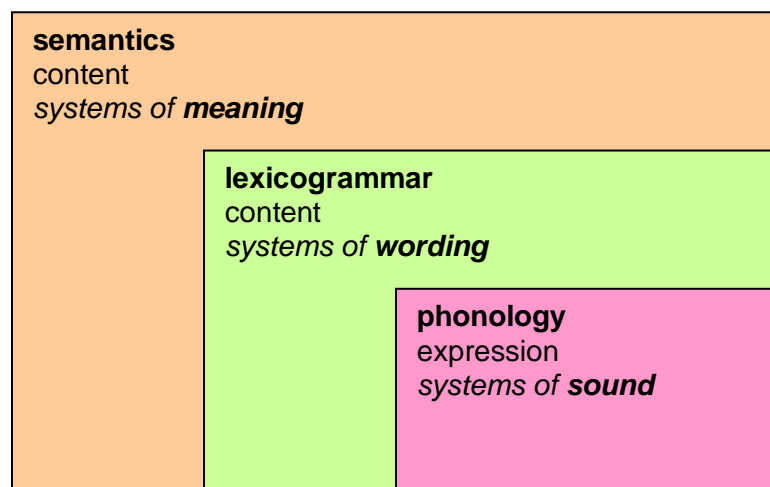 semantics
content
systems of meaning
lexicogrammar
content
systems of wording
phonology
expression
systems of sound